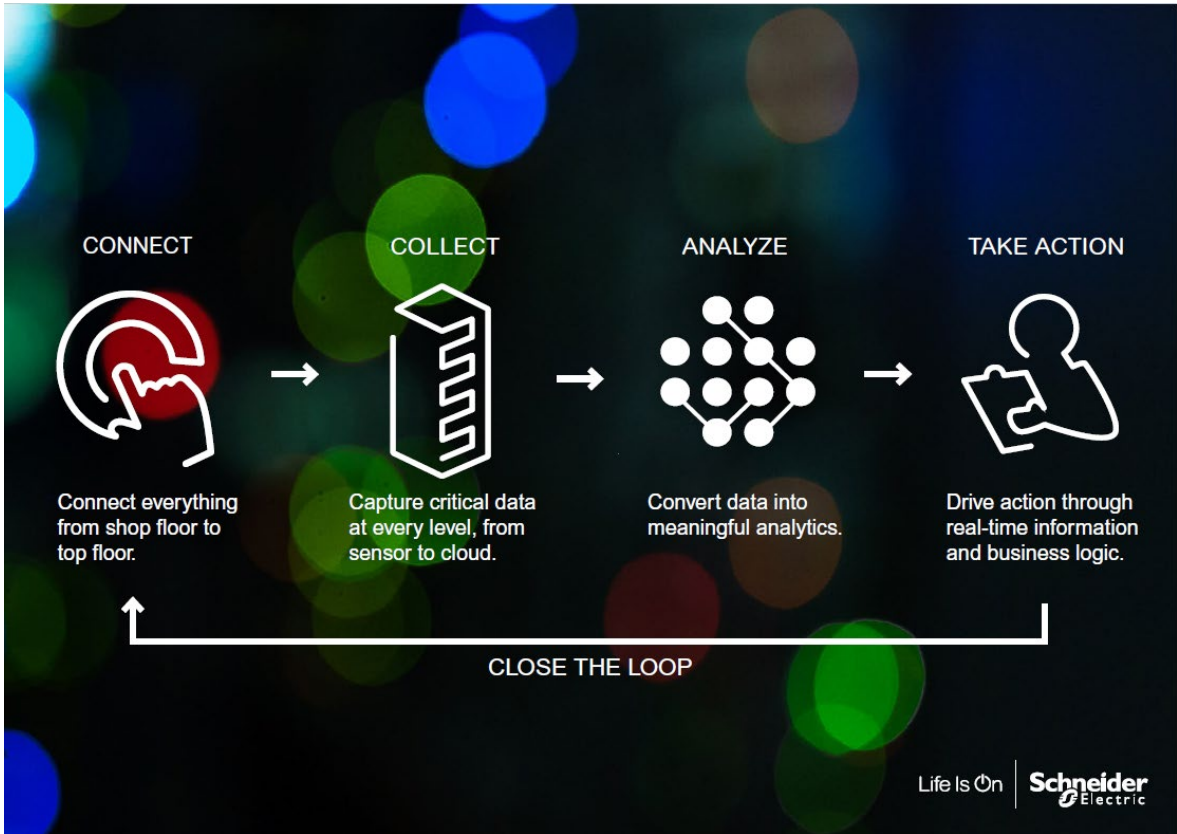 CONNECT
COLLECT
ANALYZE
TAKE ACTION
Connect everything
from shop floor to
top floor.
Capture critical data
at every level, from
sensor to cloud.
Convert data into
meaningful analytics.
Drive action through
real-time information
and business logic.
CLOSE THE LOOP
Life Is On
Schneider
Electric